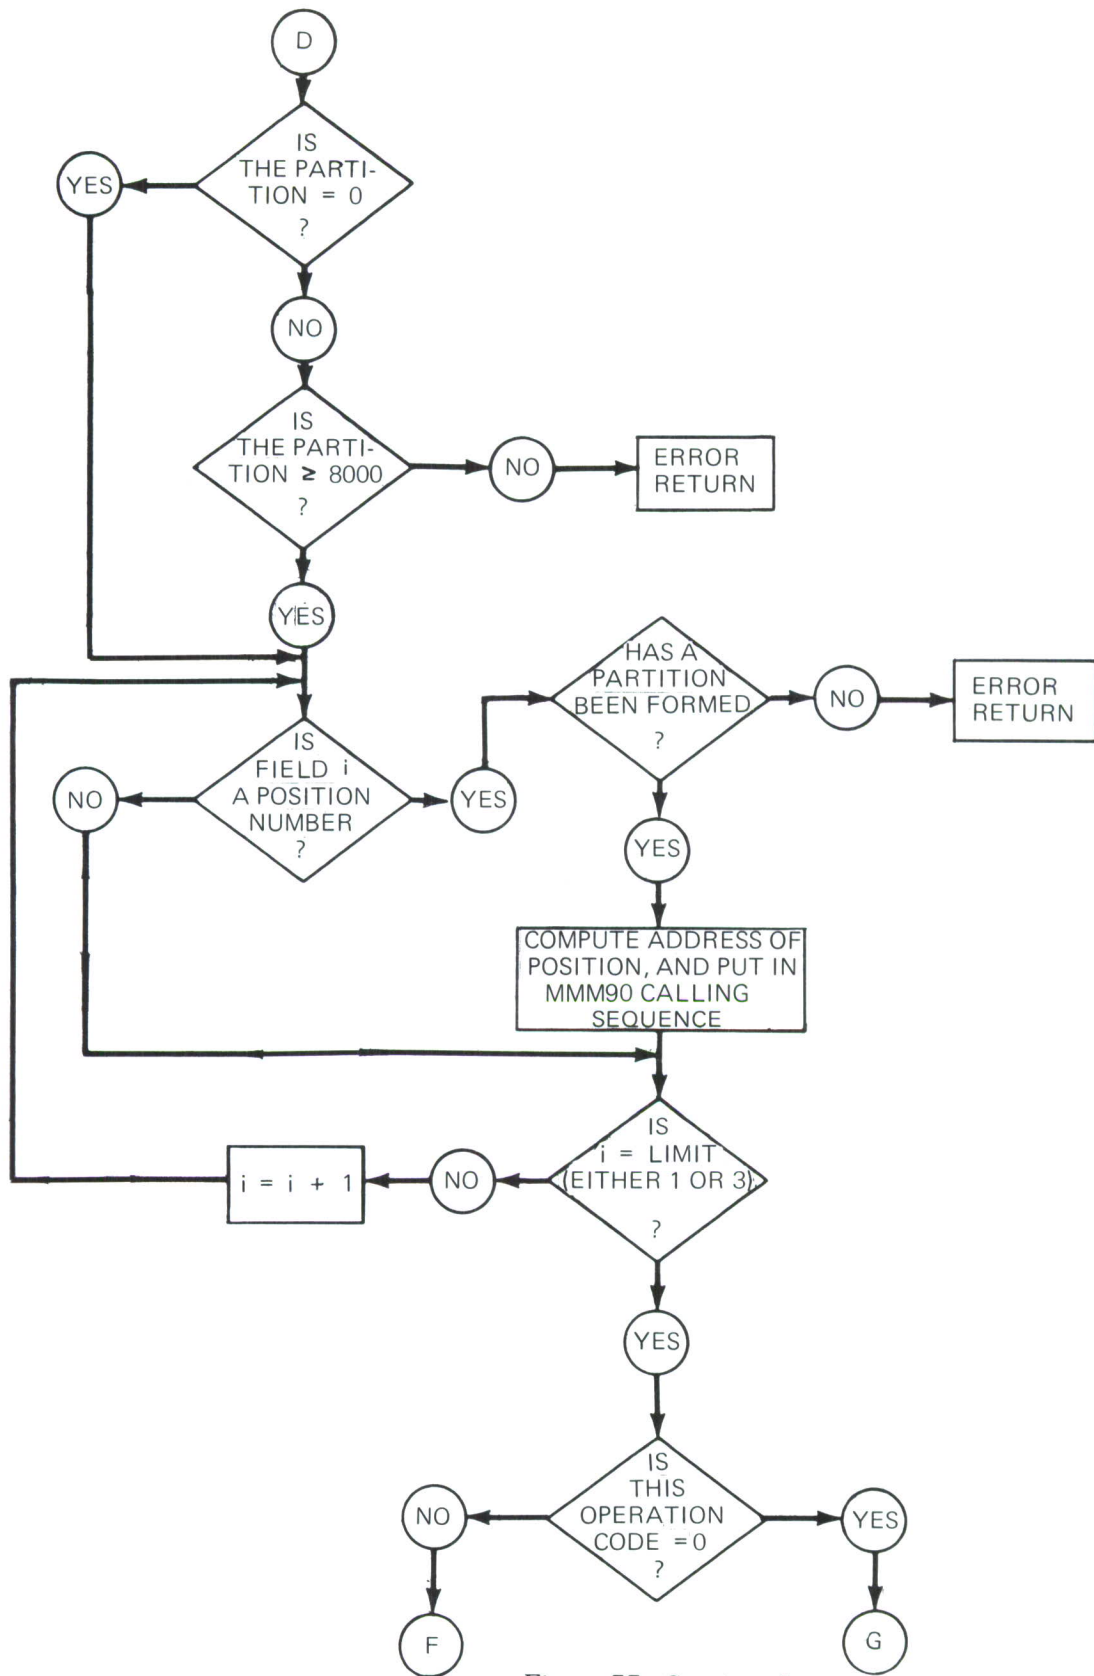 D
IS
THE PARTI-
TION = 0
?
YES
NO
IS
THE PARTI-
TION ≥ 8000
?
NO
ERROR
RETURN
YES
HAS A
PARTITION
BEEN FORMED
?
NO
ERROR
RETURN
IS
FIELD i
A POSITION
NUMBER
?
NO
YES
YES
COMPUTE ADDRESS OF
POSITION, AND PUT IN
MMM90 CALLING
SEQUENCE
IS
i = LIMIT
(EITHER 1 OR 3)
?
NO
i = i + 1
YES
IS
THIS
OPERATION
CODE = 0
?
NO
YES
F
G